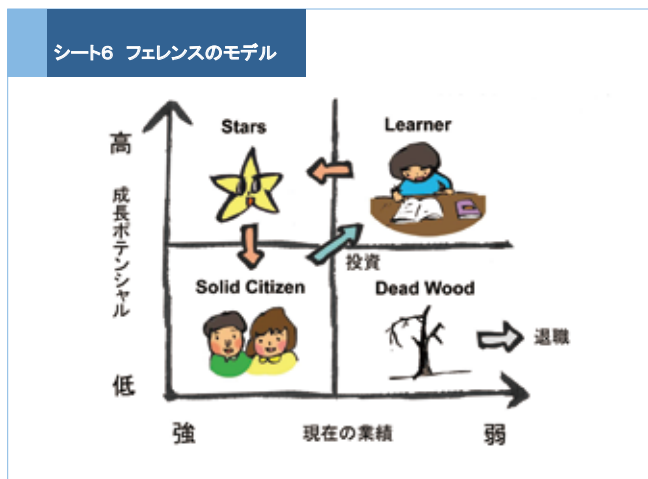 シート6 フェレンスのモデル
高
成長ポテンシャル
低
Stars
Learner
Solid Citizen
投資
Dead Wood
退職
強
現在の業績
弱